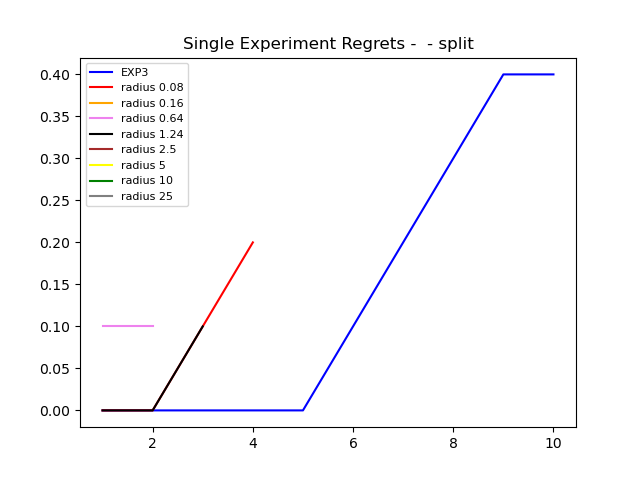 Single Experiment Regrets -  - split
0.40
0.35
0.30
0.25
0.20
0.15
0.10
0.05
0.00
EXP3
radius 0.08
radius 0.16
radius 0.64
radius 1.24
radius 2.5
radius 5
radius 10
radius 25
2 4 6 8 10